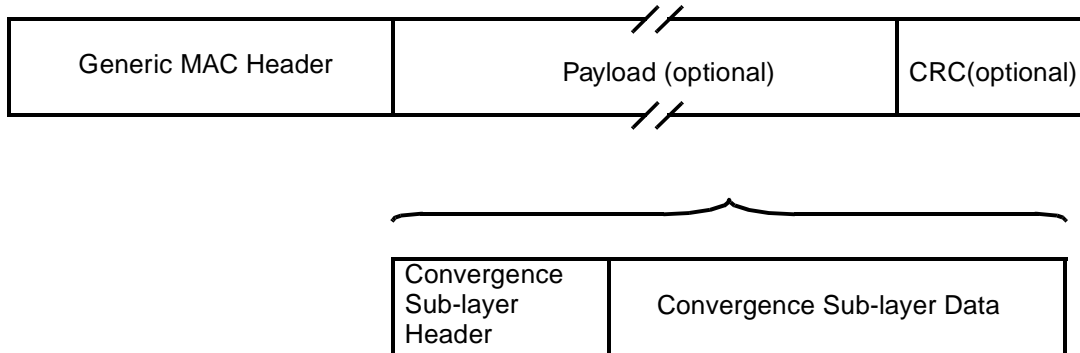 Generic MAC Header
Payload (optional)
CRC(optional)
Convergence
Sub-layer
Header
Convergence Sub-layer Data